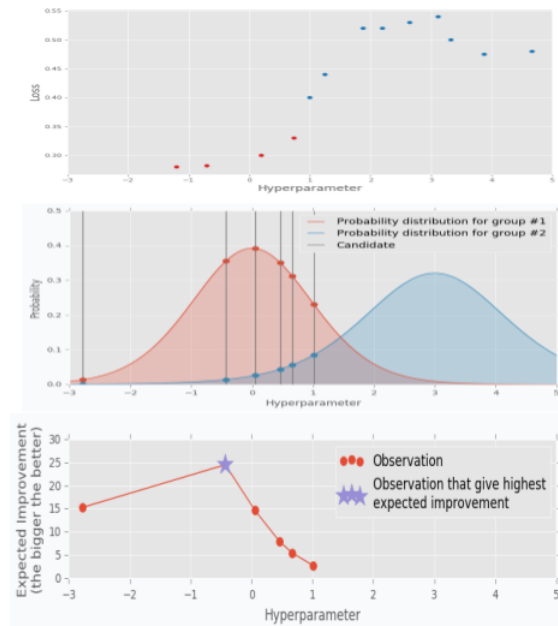 0.55
0.50
0.45
Loss
0.40
0.35
0.30
−3 −2 −1 0 1 2 3 4 5
Hyperparameter
0.5
Probability distribution for group #1
Probability distribution for group #2
Candidate
0.4
0.3
Probability
0.2
0.1
0.0
−3 −2 −1 0 1 2 3 4 5
Hyperparameter
Expected Improvement
(the bigger the better)
30
25
20
15
10
5
0
Observation
Observation that give highest
expected improvement
−3 −2 −1 0 1 2 3 4 5
Hyperparameter